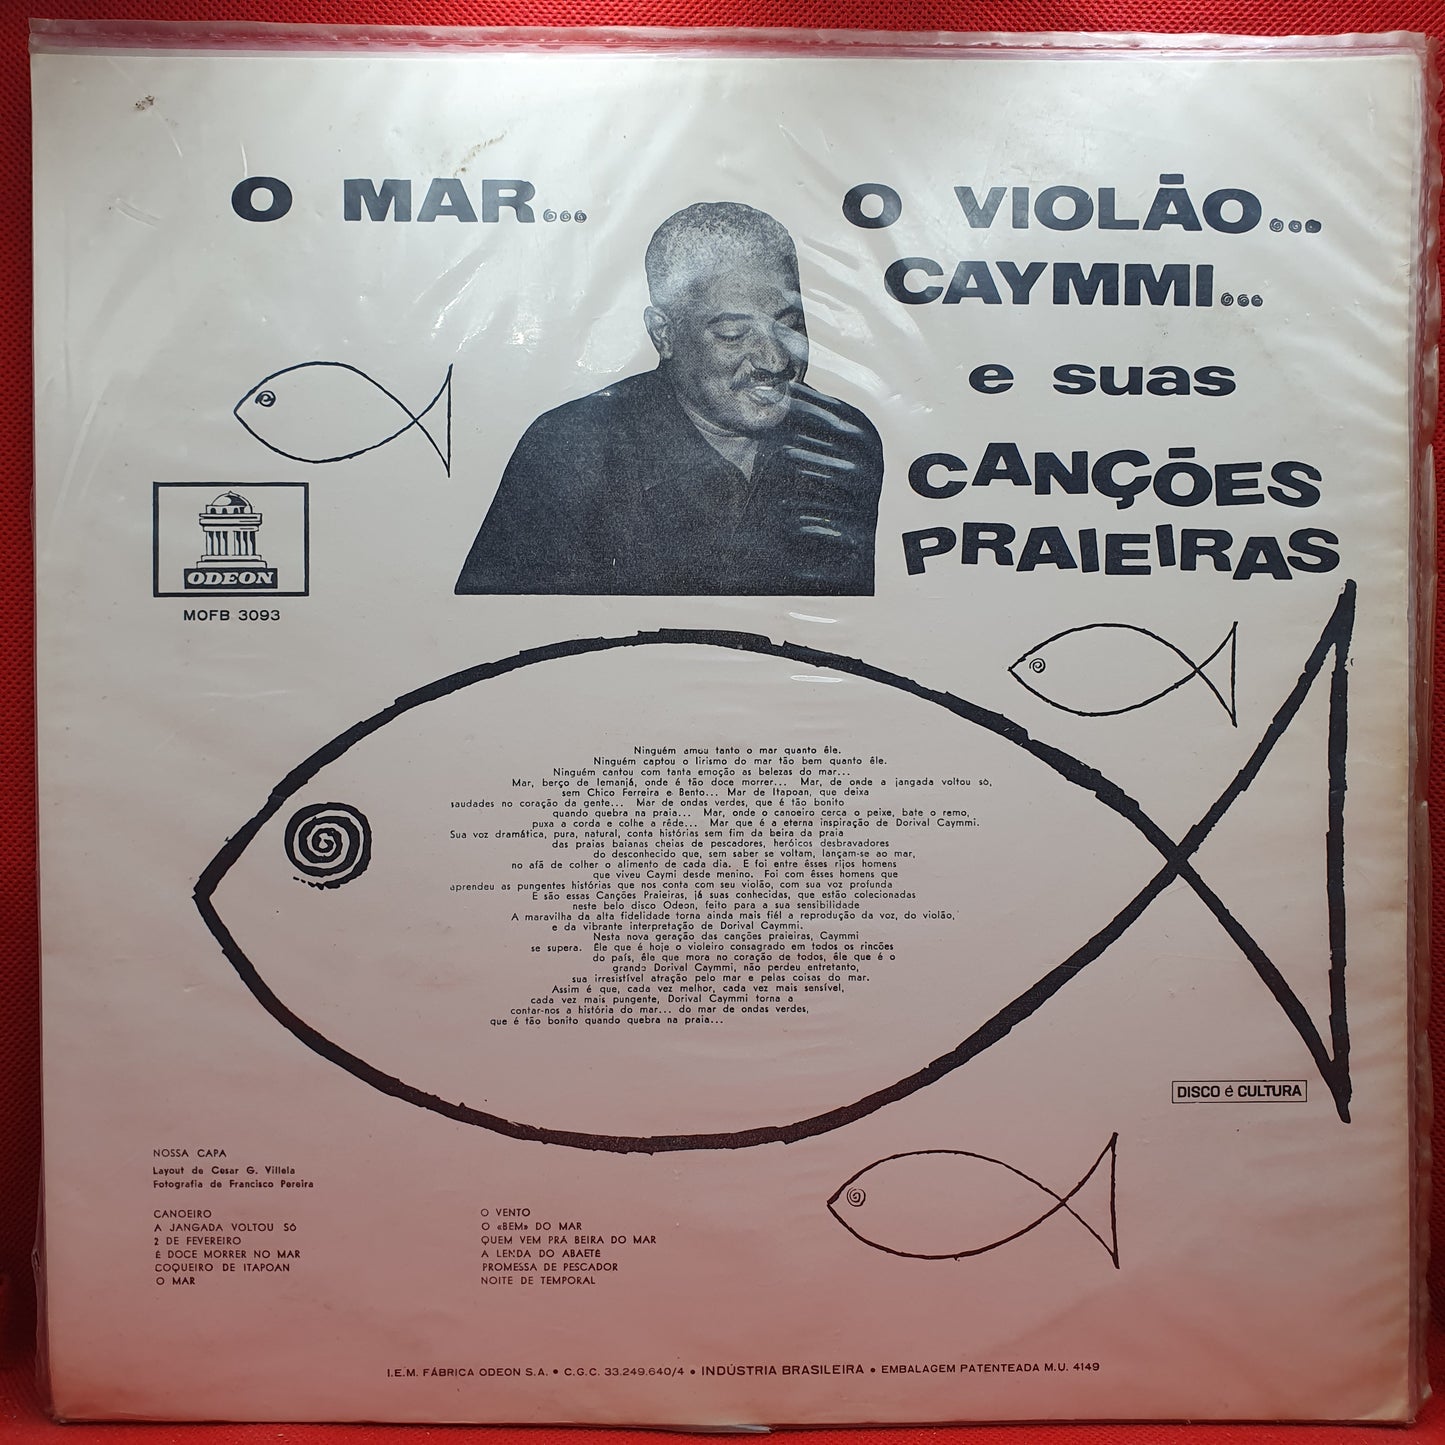 O MAR...
O VIOLÃO...
CAYMMI...
e suas
CANÇÕES
PRAIEIRAS
ODEON
MOFB 3093
Ninguém amou tanto o mar quanto êle.
Ninguém captou o lirismo do mar tão bem quanto êle.
Ninguém cantou com tanta emoção as belezas do mar...
Mar, berço de Iemanjá, onde é tão doce morrer... Mar, de onde a jangada voltou só,
sem Chico Ferreira e Bento... Mar de Itapoan, que deixa
saudades no coração da gente... Mar de ondas verdes, que é tão bonito
quando quebra na praia... Mar, onde o canoeiro cerca o peixe, bate o remo,
puxa a corda e colhe a rêde... Mar que é a eterna inspiração de Dorival Caymmi.
Sua voz dramática, pura, natural, conta histórias sem fim da beira da praia
das praias baianas cheias de pescadores, heróicos desbravadores
do desconhecido que, sem saber se voltam, lançam-se ao mar,
no afã de colher o alimento de cada dia. E foi entre êsses rijos homens
que viveu Caymi desde menino. Foi com êsses homens que
aprendeu as pungentes histórias que nos conta com seu violão, com sua voz profunda
E são essas Canções Praieiras, já suas conhecidas, que estão colecionadas
neste belo disco Odeon, feito para a sua sensibilidade
A maravilha da alta fidelidade torna ainda mais fiél a reprodução da voz, do violão,
e da vibrante interpretação de Dorival Caymmi.
Nesta nova geração das canções praieiras, Caymmi
se supera. Êle que é hoje o violeiro consagrado em todos os rincões
do país, êle que mora no coração de todos, êle que é o
grande Dorival Caymmi, não perdeu entretanto,
sua irresistível atração pelo mar e pelas coisas do mar.
Assim é que, cada vez melhor, cada vez mais sensível,
cada vez mais pungente, Dorival Caymmi torna a
contar-nos a história do mar... do mar de ondas verdes,
que é tão bonito quando quebra na praia...
DISCO é CULTURA
NOSSA CAPA
Layout de Cesar G. Villela
Fotografia de Francisco Pereira
CANOEIRO
A JANGADA VOLTOU SÓ
2 DE FEVEREIRO
É DOCE MORRER NO MAR
COQUEIRO DE ITAPOAN
O MAR
O VENTO
O «BEM» DO MAR
QUEM VEM PRÁ BEIRA DO MAR
A LENDA DO ABAETÉ
PROMESSA DE PESCADOR
NOITE DE TEMPORAL
I.E.M. FÁBRICA ODEON S.A. • C.G.C. 33.249.640/4 • INDÚSTRIA BRASILEIRA • EMBALAGEM PATENTEADA M.U. 4149